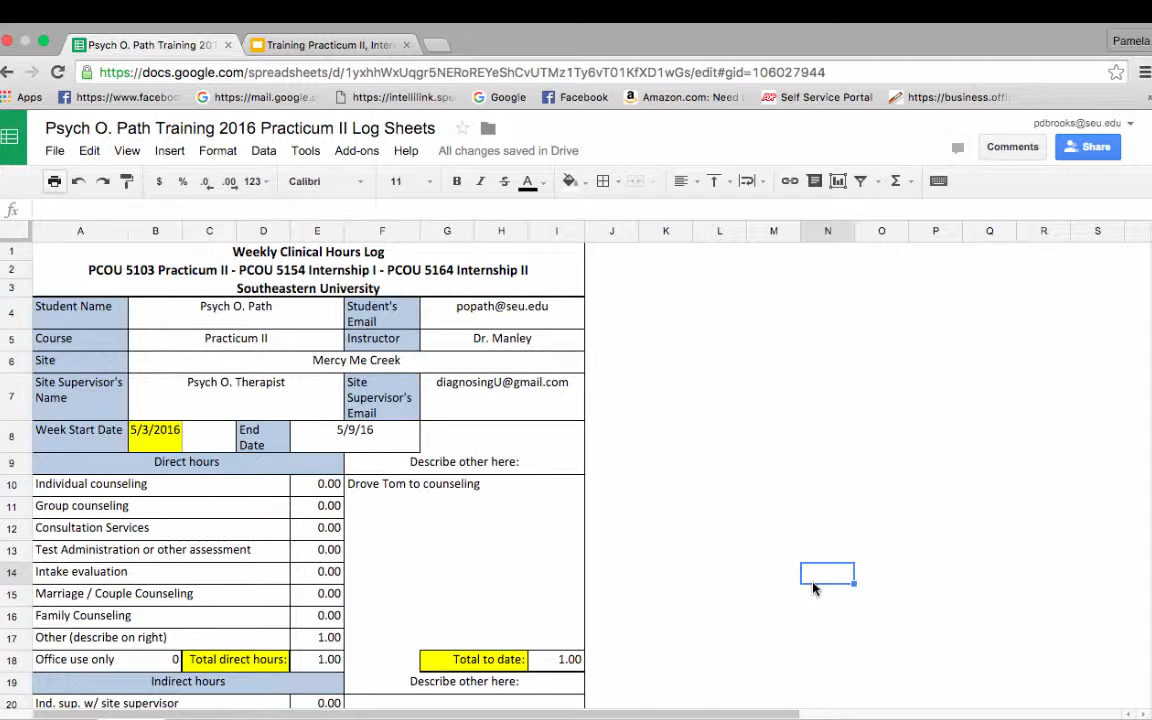 Psych O. Path Training 201
Training Practicum II, Inter
Pamela
https://docs.google.com/spreadsheets/d/1yxhhWxUqgr5NERoREYeShCvUTMz1Ty6vT01KfXD1wGs/edit#gid=106027944
Apps https://www.facebo https://mail.google.c https://intellilink.sp Google Facebook Amazon.com: Need Self Service Portal https://business.offi
Psych O. Path Training 2016 Practicum II Log Sheets
pdbrooks@seu.edu
File Edit View Insert Format Data Tools Add-ons Help All changes saved in Drive
Comments Share
$ % .0 .00 123 Calibri 11 B I S A Σ
fx
A B C D E F G H I J K L M N O P Q R S
1 Weekly Clinical Hours Log
2 PCOU 5103 Practicum II - PCOU 5154 Internship I - PCOU 5164 Internship II
3 Southeastern University
4 Student Name Psych O. Path Student's Email popath@seu.edu
5 Course Practicum II Instructor Dr. Manley
6 Site Mercy Me Creek
7 Site Supervisor's Name Psych O. Therapist Site Supervisor's Email diagnosingU@gmail.com
8 Week Start Date 5/3/2016 End Date 5/9/16
9 Direct hours Describe other here:
10 Individual counseling 0.00 Drove Tom to counseling
11 Group counseling 0.00
12 Consultation Services 0.00
13 Test Administration or other assessment 0.00
14 Intake evaluation 0.00
15 Marriage / Couple Counseling 0.00
16 Family Counseling 0.00
17 Other (describe on right) 1.00
18 Office use only 0 Total direct hours: 1.00 Total to date: 1.00
19 Indirect hours Describe other here:
20 Ind. sup. w/ site supervisor 0.00